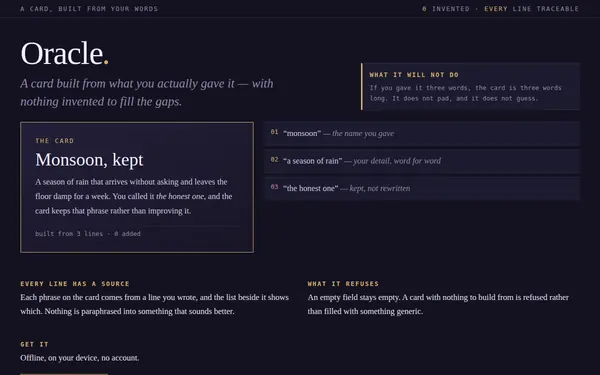 A CARD, BUILT FROM YOUR WORDS
0 INVENTED · EVERY LINE TRACEABLE
Oracle.
A card built from what you actually gave it — with
nothing invented to fill the gaps.
WHAT IT WILL NOT DO
If you gave it three words, the card is three words
long. It does not pad, and it does not guess.
THE CARD
Monsoon, kept
A season of rain that arrives without asking and leaves the
floor damp for a week. You called it the honest one, and the
card keeps that phrase rather than improving it.
built from 3 lines · 0 added
01 “monsoon” — the name you gave
02 “a season of rain” — your detail, word for word
03 “the honest one” — kept, not rewritten
EVERY LINE HAS A SOURCE
Each phrase on the card comes from a line you wrote, and the list beside it shows
which. Nothing is paraphrased into something that sounds better.
WHAT IT REFUSES
An empty field stays empty. A card with nothing to build from is refused rather
than filled with something generic.
GET IT
Offline, on your device, no account.